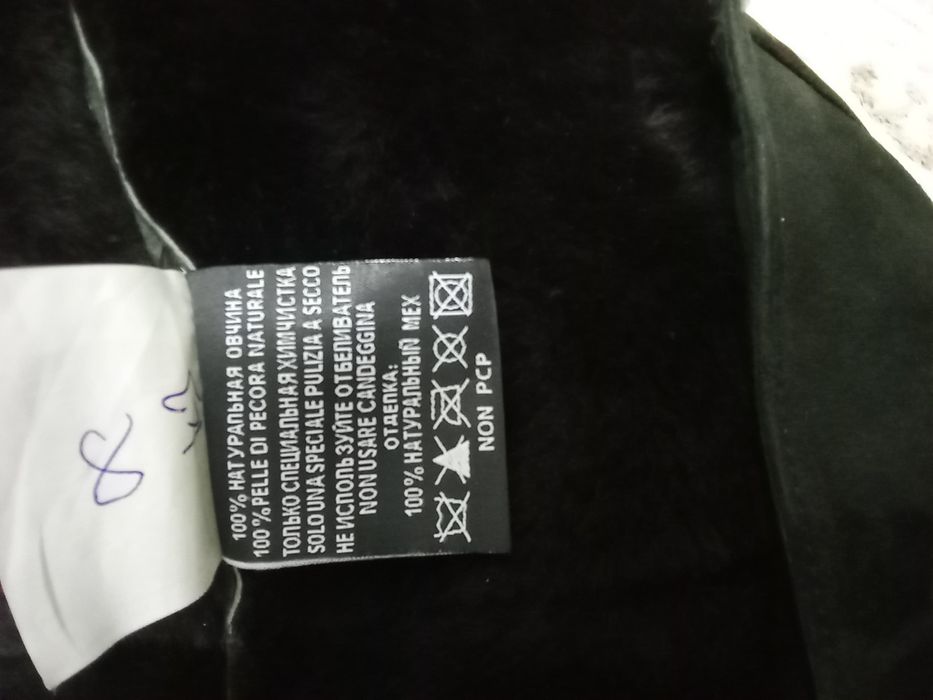 100% НАТУРАЛЬНАЯ ОВЧИНА
100% PELLE DI PECORA NATURALE
ТОЛЬКО СПЕЦИАЛЬНАЯ ХИМЧИСТКА
SOLO UNA SPECIALE PULIZIA A SECCO
НЕ ИСПОЛЬЗУЙТЕ ОТБЕЛИВАТЕЛЬ
NON USARE CANDEGGINA
ОТДЕЛКА:
100% НАТУРАЛЬНЫЙ МЕХ
NON PCP